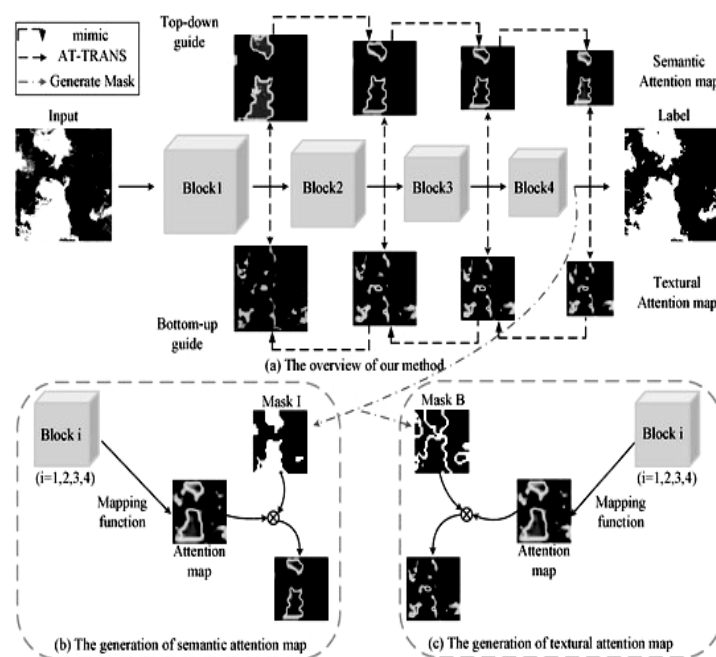 mimic
AT-TRANS
Generate Mask
Top-down
guide
Semantic
Attention map
Input
Label
Block1
Block2
Block3
Block4
Bottom-up
guide
Textural
Attention map
(a) The overview of our method
Block i
(i=1,2,3,4)
Mapping
function
Attention
map
Mask I
(b) The generation of semantic attention map
Mask B
Block i
(i=1,2,3,4)
Mapping
function
Attention
map
(c) The generation of textural attention map